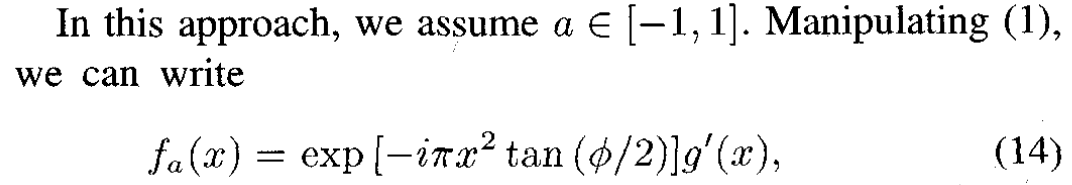 In this approach, we assume a ∈ [−1, 1]. Manipulating (1),
we can write
f_a(x) = exp [−iπx² tan (φ/2)]g′(x), (14)